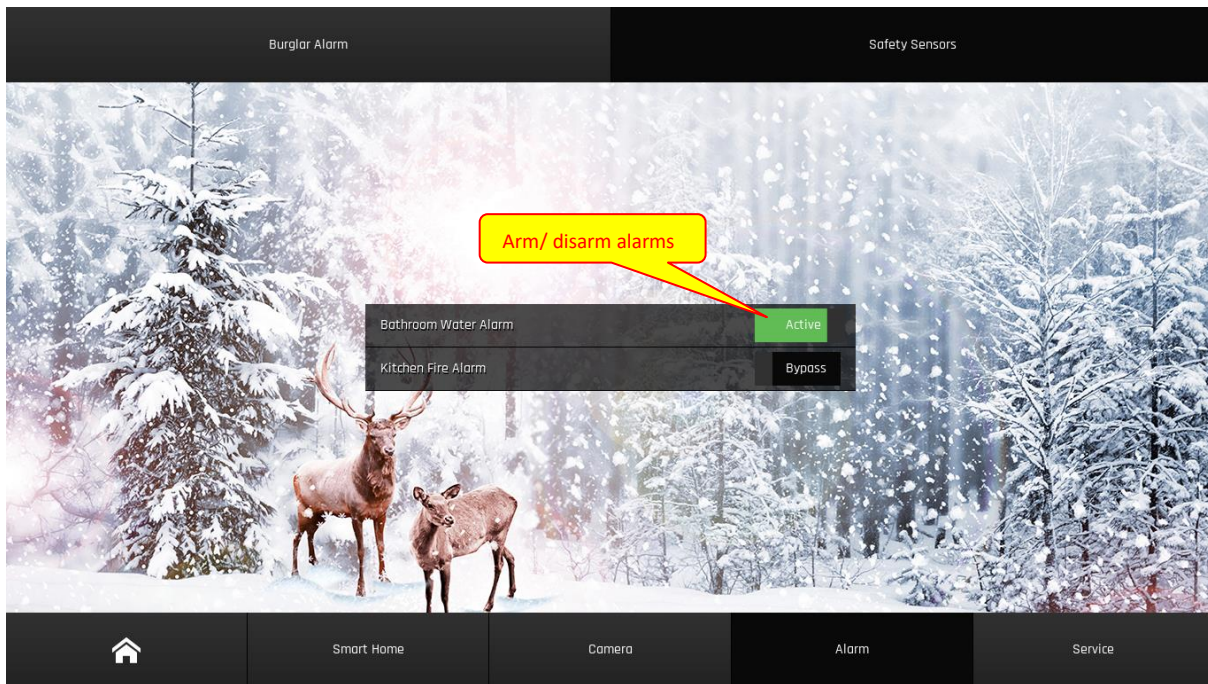 Burglar Alarm
Safety Sensors
Arm/ disarm alarms
Bathroom Water Alarm
Active
Kitchen Fire Alarm
Bypass
Smart Home
Camera
Alarm
Service